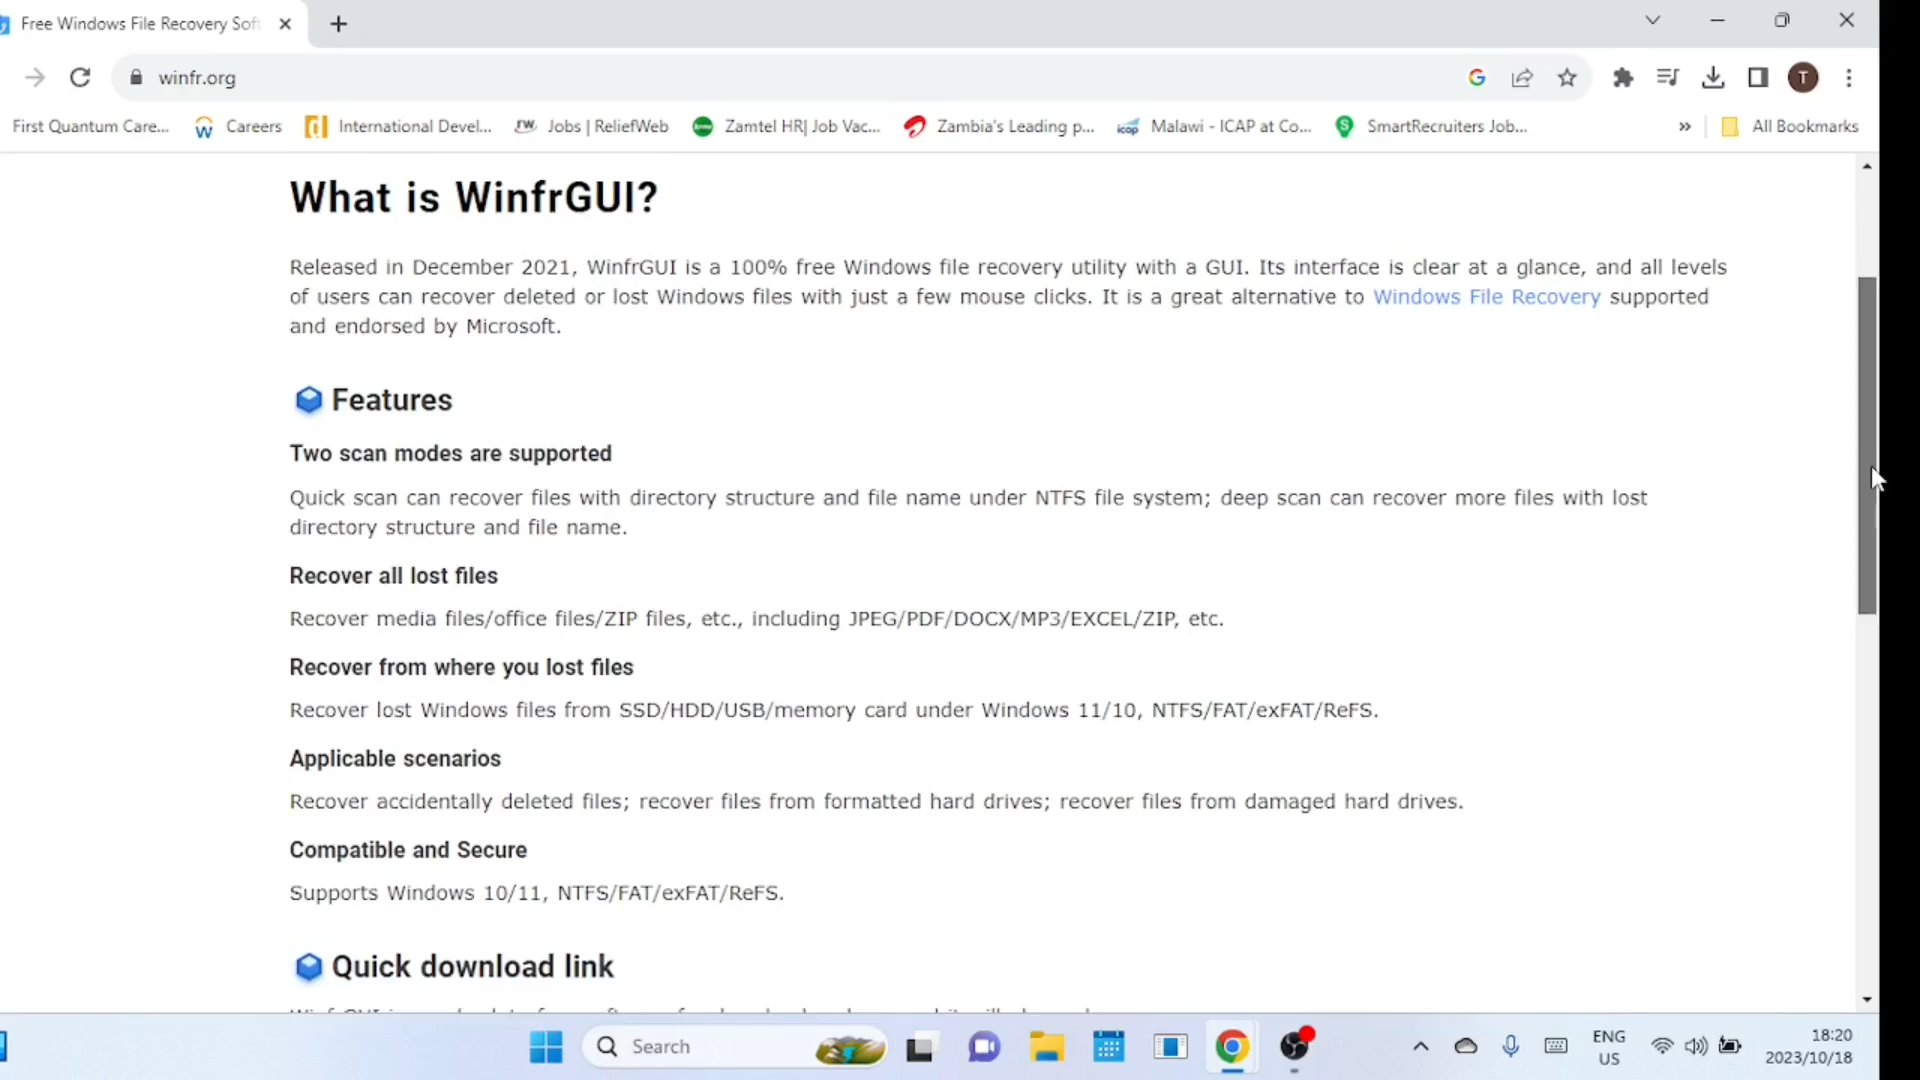 Free Windows File Recovery Sof
winfr.org
T
First Quantum Care...
Careers
International Devel...
Jobs | ReliefWeb
Zamtel HR| Job Vac...
Zambia's Leading p...
Malawi - ICAP at Co...
SmartRecruiters Job...
»
All Bookmarks
What is WinfrGUI?
Released in December 2021, WinfrGUI is a 100% free Windows file recovery utility with a GUI. Its interface is clear at a glance, and all levels
of users can recover deleted or lost Windows files with just a few mouse clicks. It is a great alternative to Windows File Recovery supported
and endorsed by Microsoft.
Features
Two scan modes are supported
Quick scan can recover files with directory structure and file name under NTFS file system; deep scan can recover more files with lost
directory structure and file name.
Recover all lost files
Recover media files/office files/ZIP files, etc., including JPEG/PDF/DOCX/MP3/EXCEL/ZIP, etc.
Recover from where you lost files
Recover lost Windows files from SSD/HDD/USB/memory card under Windows 11/10, NTFS/FAT/exFAT/ReFS.
Applicable scenarios
Recover accidentally deleted files; recover files from formatted hard drives; recover files from damaged hard drives.
Compatible and Secure
Supports Windows 10/11, NTFS/FAT/exFAT/ReFS.
Quick download link
Search
ENG
US
18:20
2023/10/18